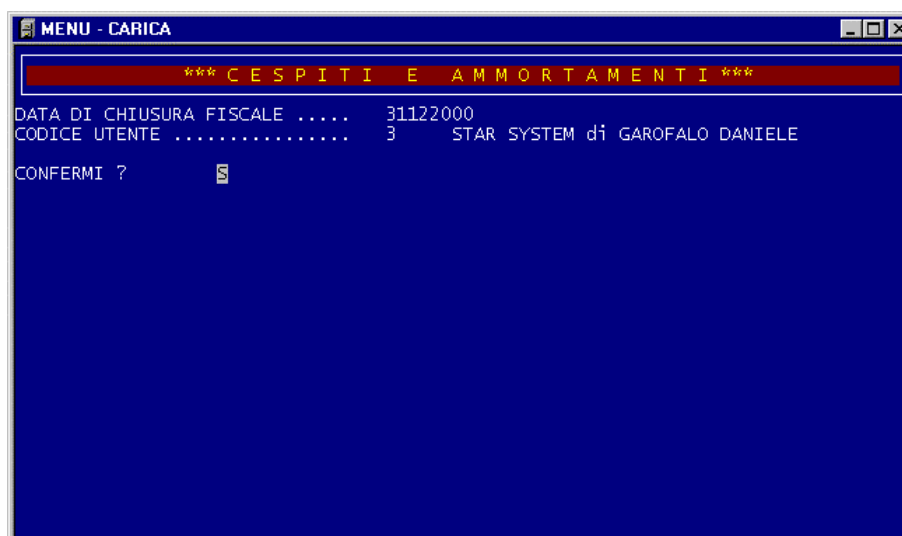 MENU - CARICA
*** C E S P I T I   E   A M M O R T A M E N T I ***
DATA DI CHIUSURA FISCALE ..... 31122000
CODICE UTENTE ................ 3 STAR SYSTEM di GAROFALO DANIELE
CONFERMI ? S